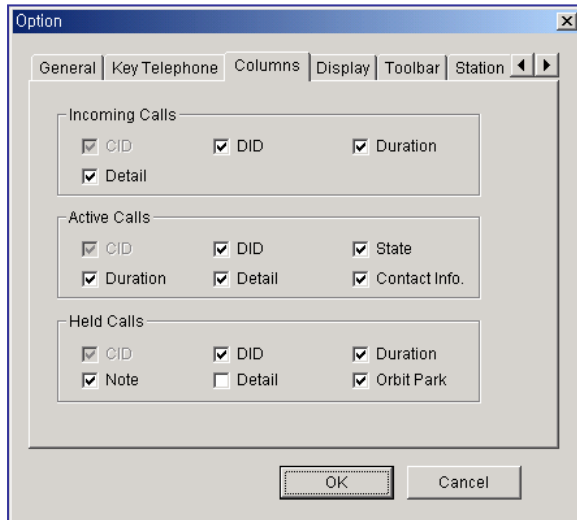 Option
General Key Telephone Columns Display Toolbar Station
Incoming Calls
CID DID Duration
Detail
Active Calls
CID DID State
Duration Detail Contact Info.
Held Calls
CID DID Duration
Note Detail Orbit Park
OK Cancel